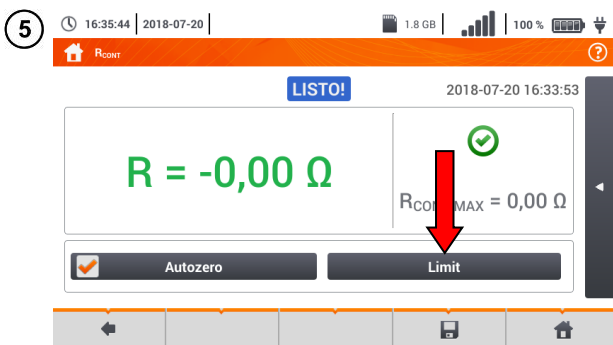 5
16:35:44 2018-07-20 1.8 GB 100 %
RCONT ?
LISTO! 2018-07-20 16:33:53
R = -0,00 Ω
RCON MAX = 0,00 Ω
Autozero Limit